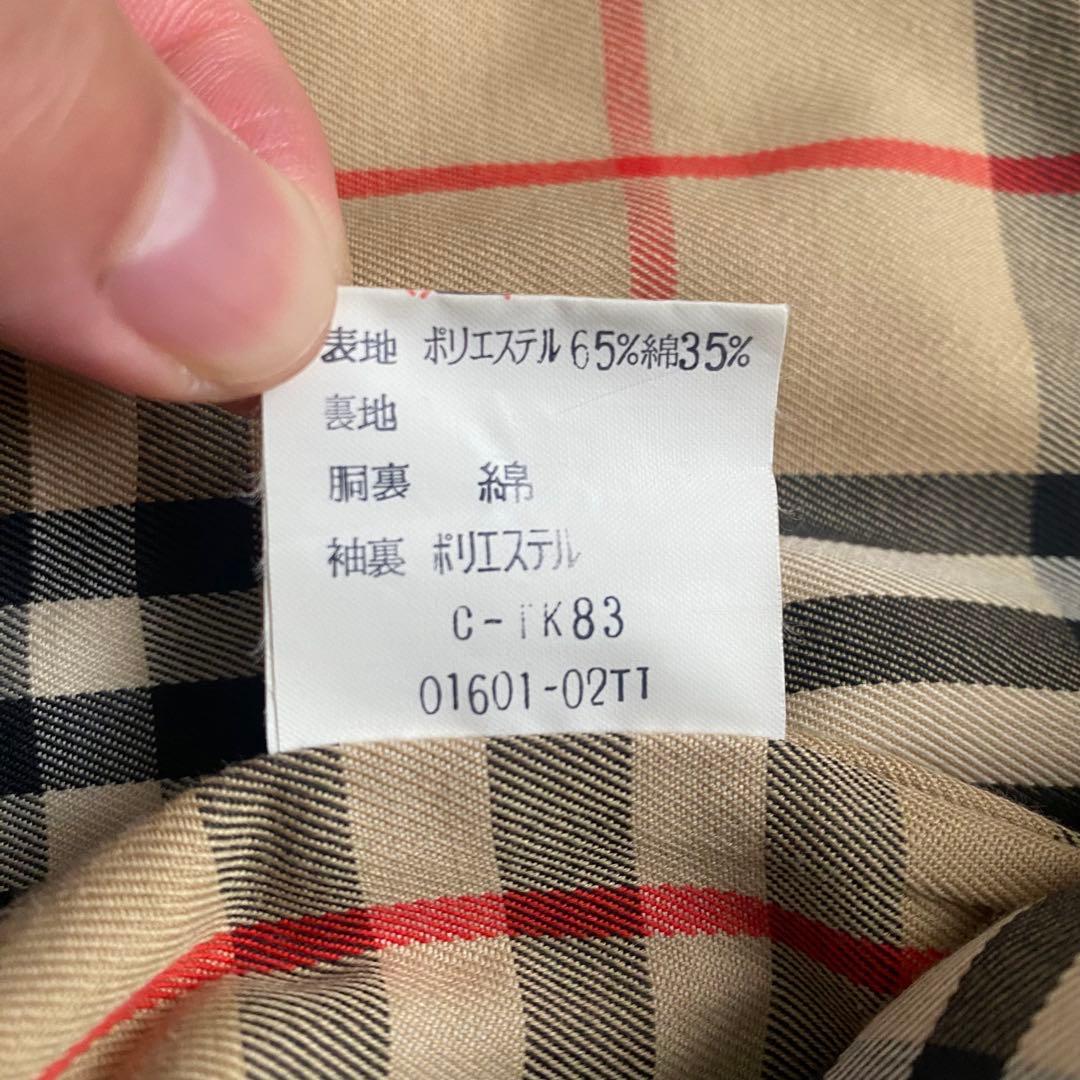 表地 ポリエステル65%綿35%
裏地
胴裏 綿
袖裏 ポリエステル
C-TK83
01601-02TT